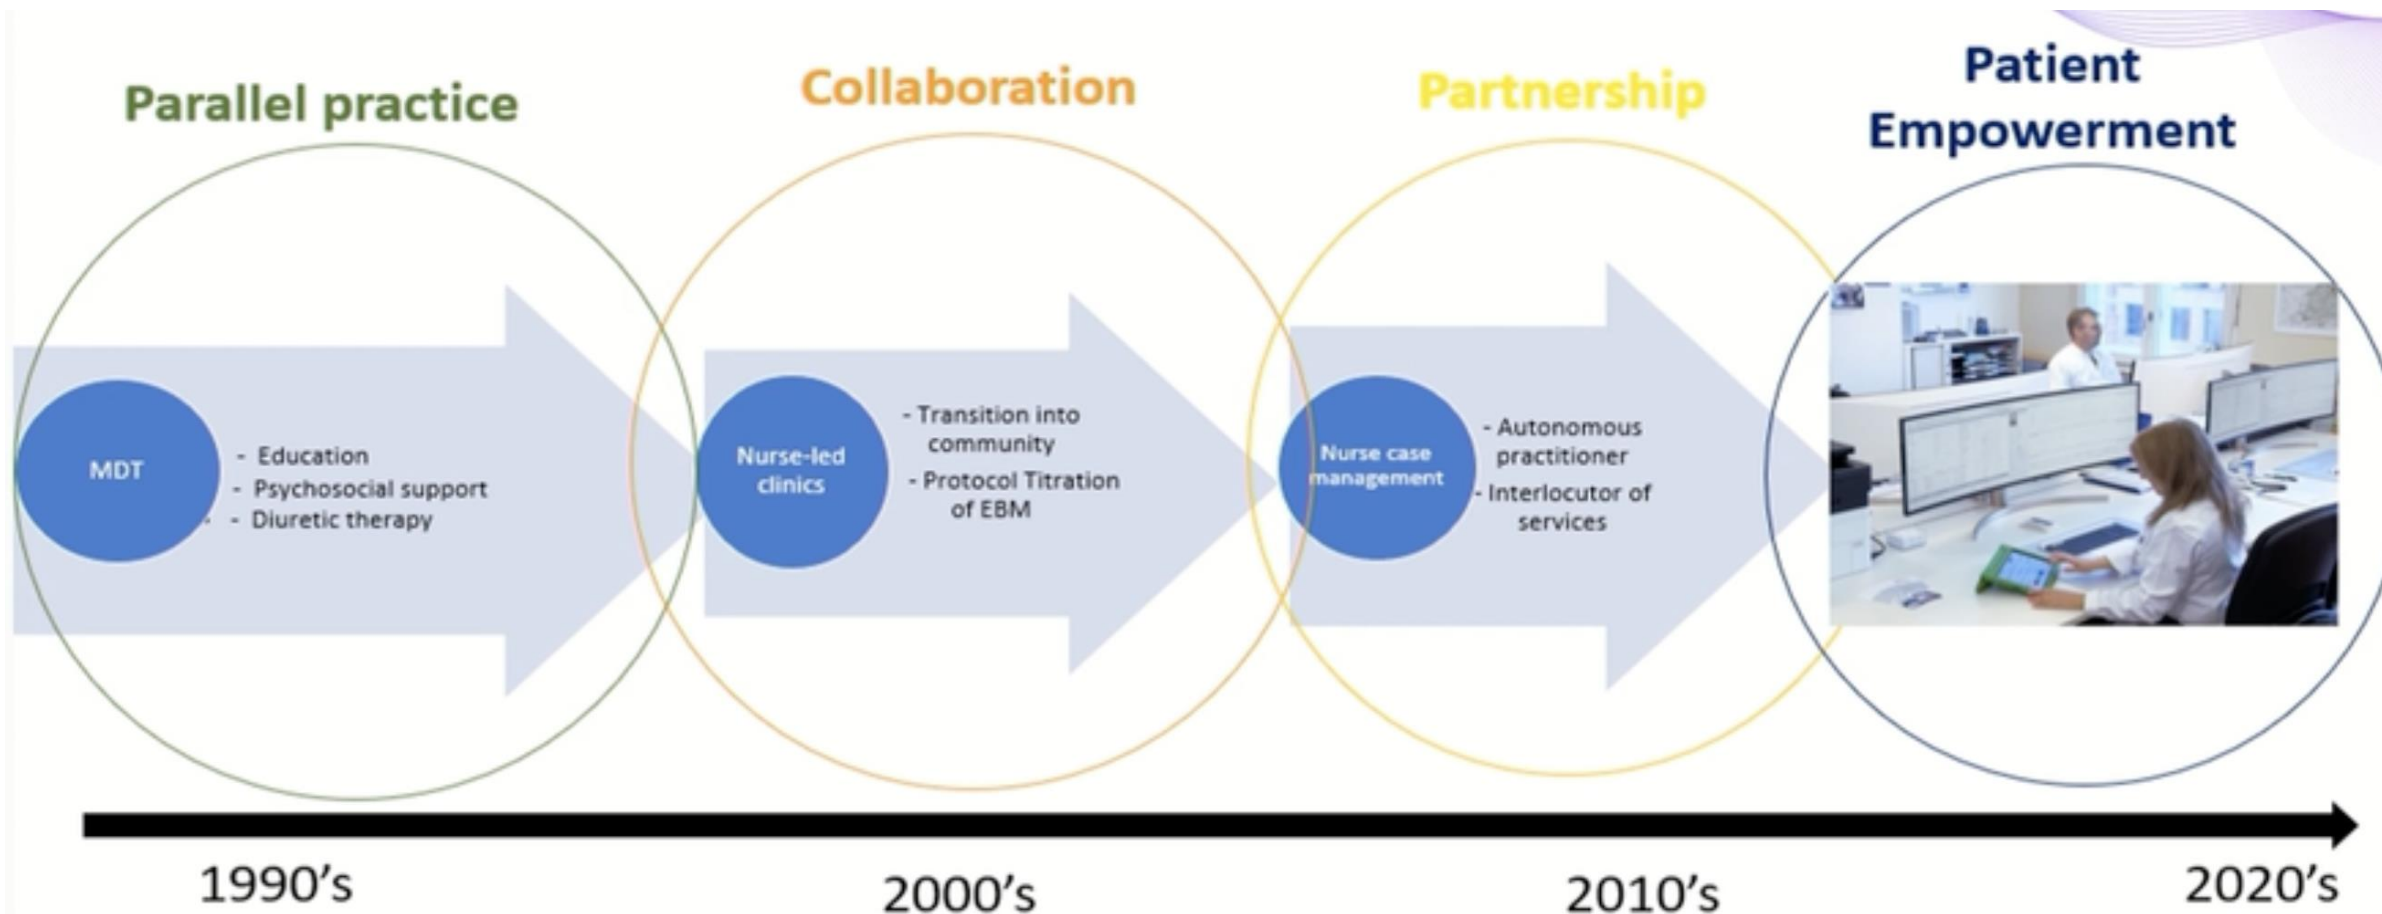 Parallel practice
Collaboration
Partnership
Patient
Empowerment
MDT
- Education
- Psychosocial support
- - Diuretic therapy
Nurse-led
clinics
- Transition into
community
- Protocol Titration
of EBM
Nurse case
management
- Autonomous
practitioner
- Interlocutor of
services
1990's
2000's
2010's
2020's